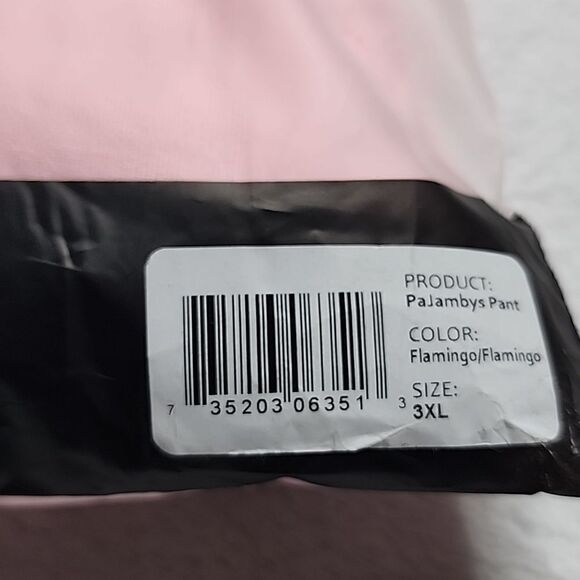 PRODUCT:
PaJambys Pant
COLOR:
Flamingo/Flamingo
SIZE:
3XL
7 35203 06351 3